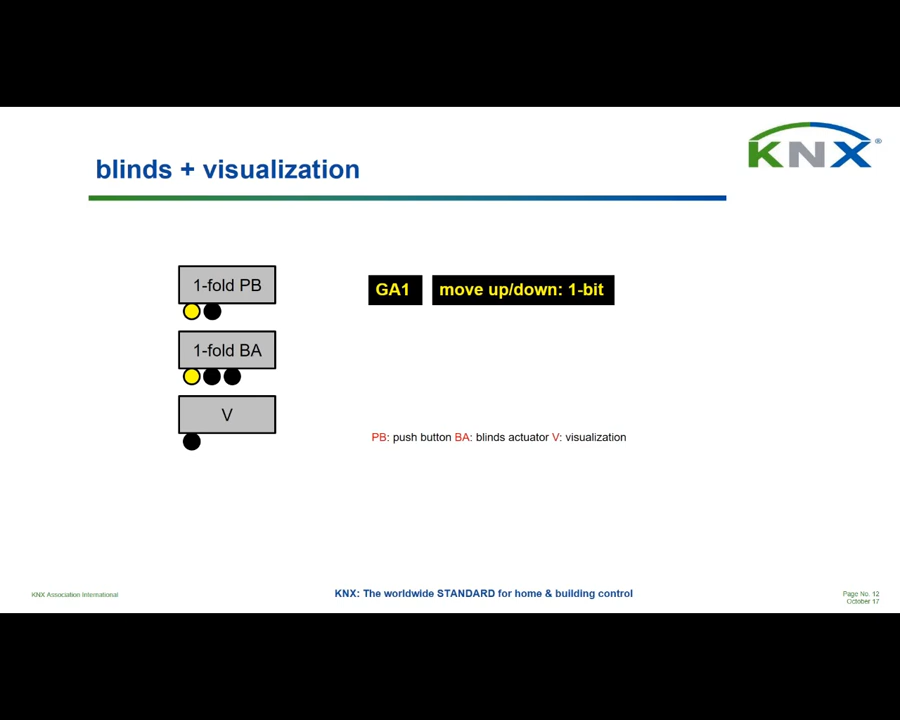 KNX®
blinds + visualization
1-fold PB
GA1 move up/down: 1-bit
1-fold BA
V
PB: push button BA: blinds actuator V: visualization
KNX Association International
KNX: The worldwide STANDARD for home & building control
Page No. 12
October 17